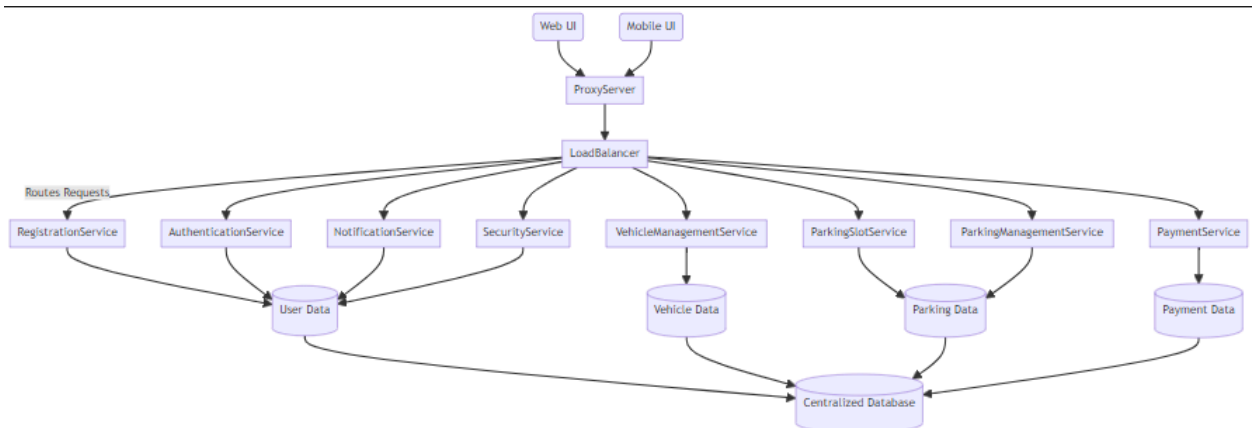 Web UI
Mobile UI
ProxyServer
LoadBalancer
Routes Requests
RegistrationService
AuthenticationService
NotificationService
SecurityService
VehicleManagementService
ParkingSlotService
ParkingManagementService
PaymentService
User Data
Vehicle Data
Parking Data
Payment Data
Centralized Database